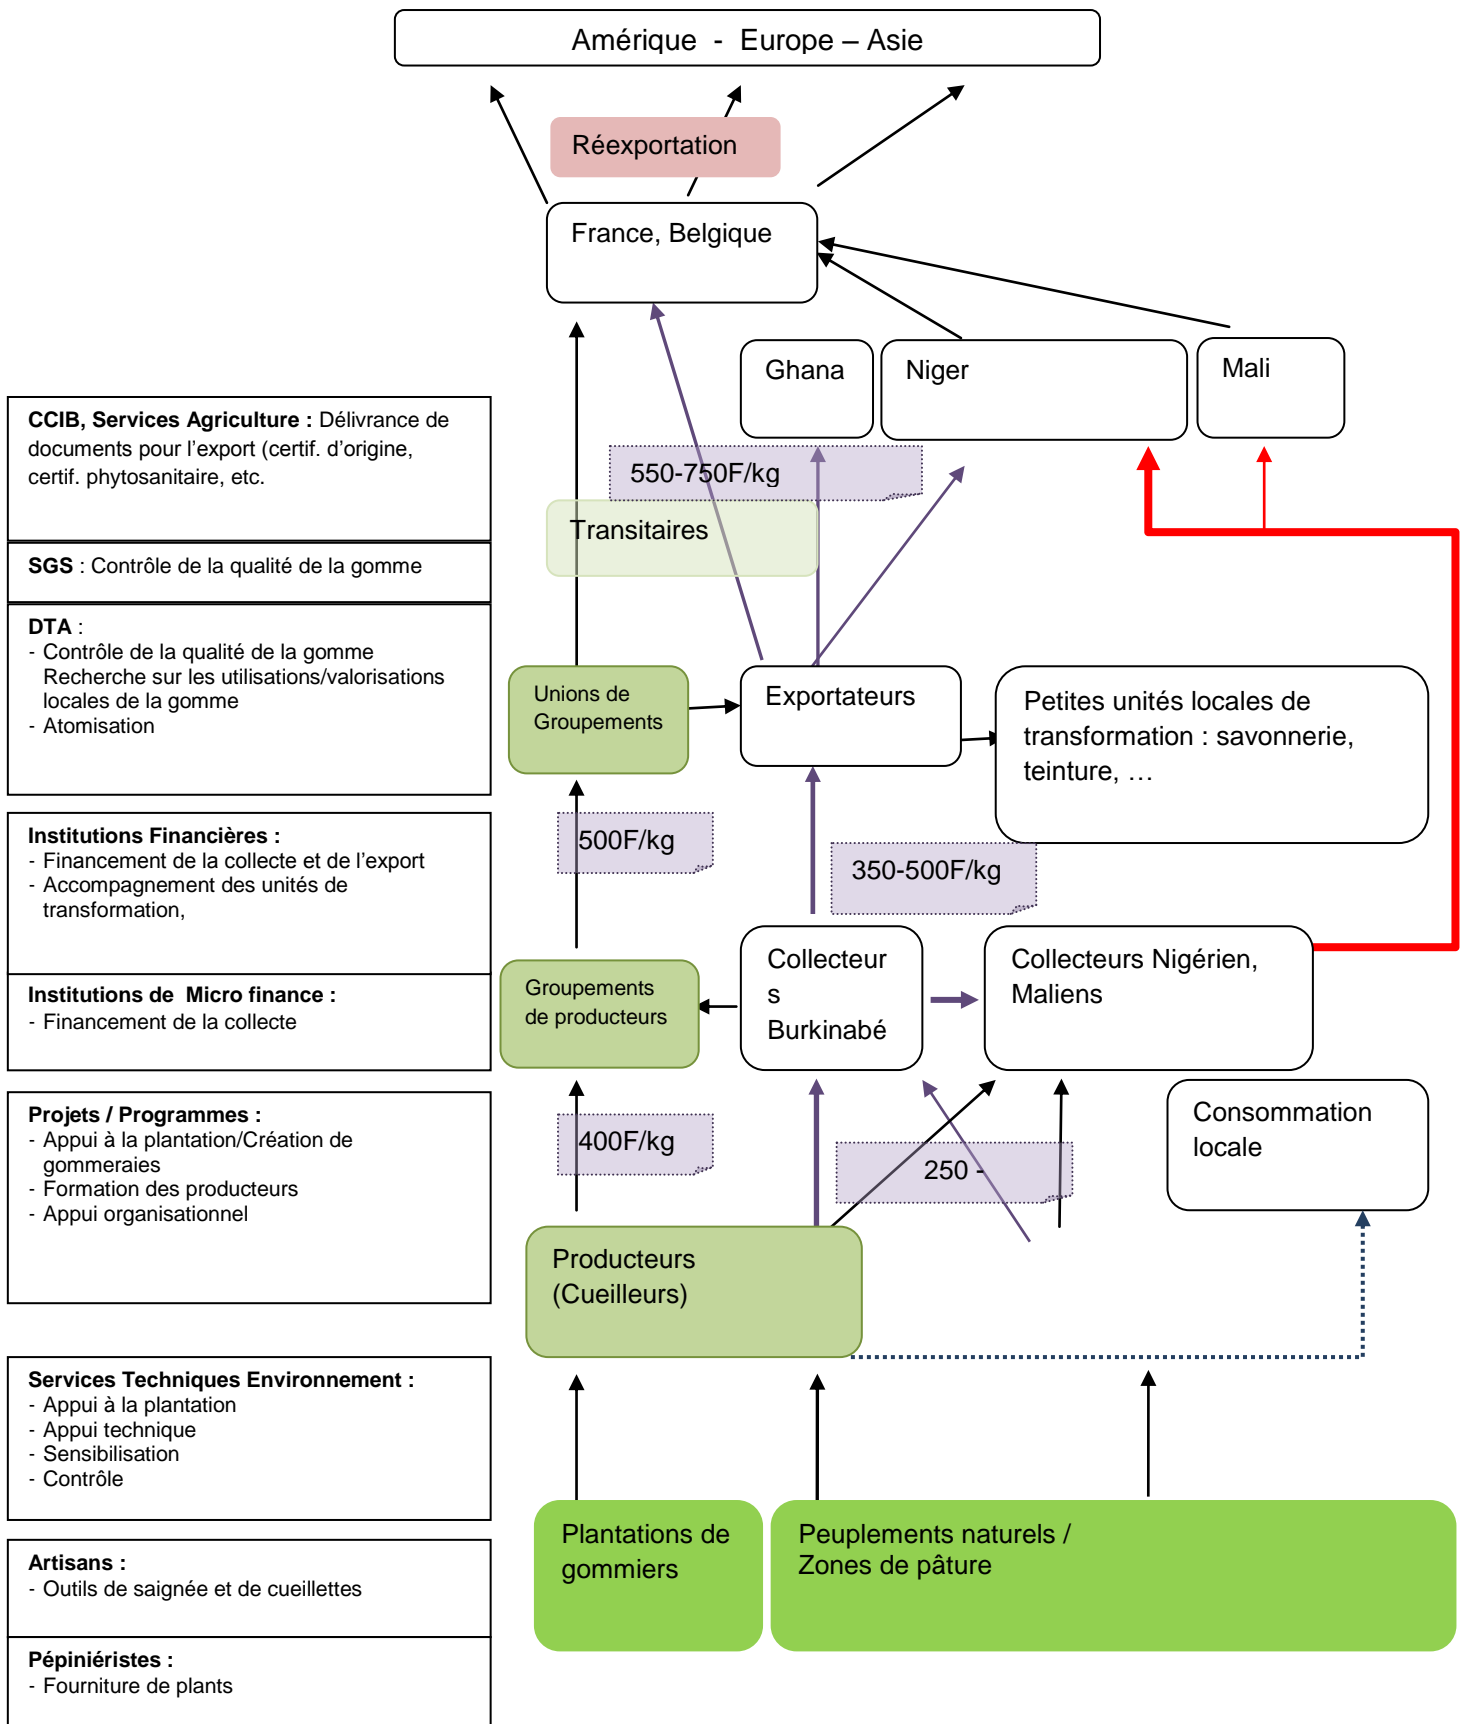 Amérique - Europe – Asie
Réexportation
France, Belgique
Ghana
Niger
Mali
CCIB, Services Agriculture : Délivrance de
documents pour l'export (certif. d'origine,
certif. phytosanitaire, etc.
550-750F/kg
Transitaires
SGS : Contrôle de la qualité de la gomme
DTA :
- Contrôle de la qualité de la gomme
Recherche sur les utilisations/valorisations
locales de la gomme
- Atomisation
Unions de
Groupements
Exportateurs
Petites unités locales de
transformation : savonnerie,
teinture, …
Institutions Financières :
- Financement de la collecte et de l'export
- Accompagnement des unités de
transformation,
500F/kg
350-500F/kg
Institutions de Micro finance :
- Financement de la collecte
Groupements
de producteurs
Collecteur
s
Burkinabé
Collecteurs Nigérien,
Maliens
Projets / Programmes :
- Appui à la plantation/Création de
gommeraies
- Formation des producteurs
- Appui organisationnel
400F/kg
250 -
Consommation
locale
Producteurs
(Cueilleurs)
Services Techniques Environnement :
- Appui à la plantation
- Appui technique
- Sensibilisation
- Contrôle
Plantations de
gommiers
Peuplements naturels /
Zones de pâture
Artisans :
- Outils de saignée et de cueillettes
Pépiniéristes :
- Fourniture de plants